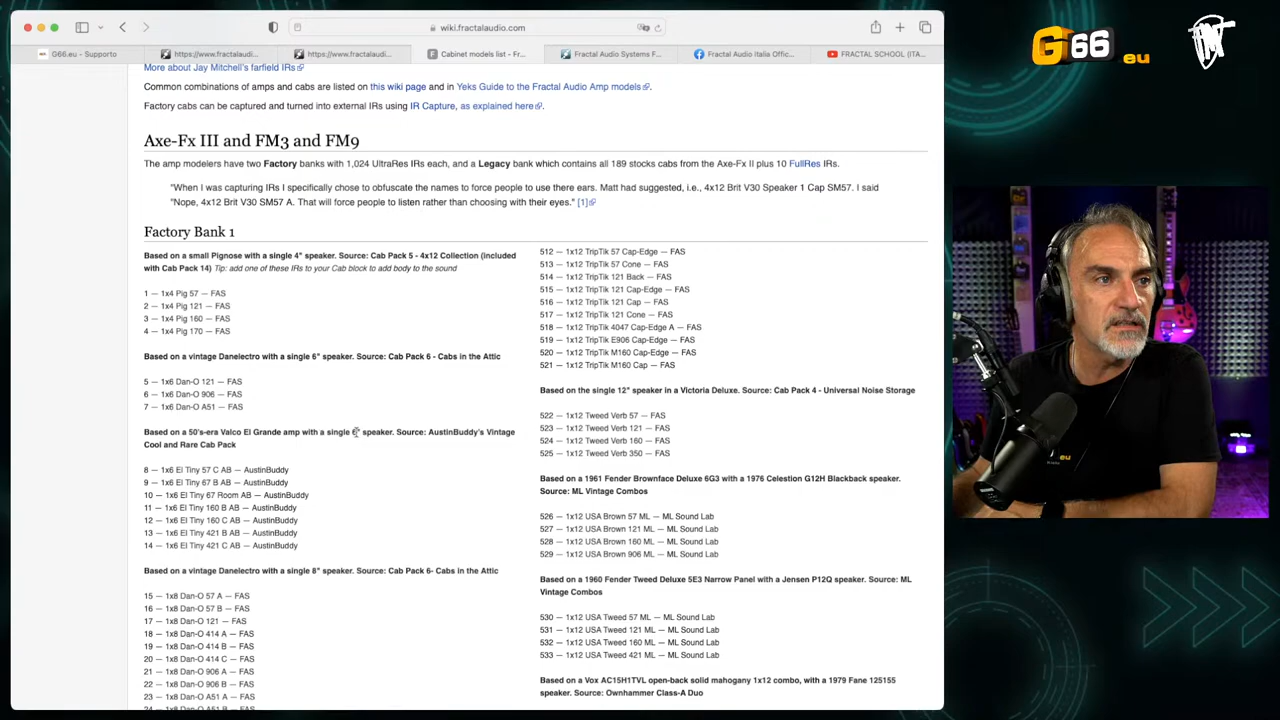 wiki.fractalaudio.com
G66.eu - Supporto
https://www.fractalaudi...
https://www.fractalaudi...
Cabinet models list - Fr...
Fractal Audio Systems F...
Fractal Audio Italia Offic...
FRACTAL SCHOOL (ITA...
G66.eu
More about Jay Mitchell's farfield IRs
Common combinations of amps and cabs are listed on this wiki page and in Yeks Guide to the Fractal Audio Amp models.
Factory cabs can be captured and turned into external IRs using IR Capture, as explained here.
Axe-Fx III and FM3 and FM9
The amp modelers have two Factory banks with 1,024 UltraRes IRs each, and a Legacy bank which contains all 189 stocks cabs from the Axe-Fx II plus 10 FullRes IRs.
"When I was capturing IRs I specifically chose to obfuscate the names to force people to use there ears. Matt had suggested, i.e., 4x12 Brit V30 Speaker 1 Cap SM57. I said
"Nope, 4x12 Brit V30 SM57 A. That will force people to listen rather than choosing with their eyes." [1]
Factory Bank 1
Based on a small Pignose with a single 4" speaker. Source: Cab Pack 5 - 4x12 Collection (included
with Cab Pack 14) Tip: add one of these IRs to your Cab block to add body to the sound
1 — 1x4 Pig 57 — FAS
2 — 1x4 Pig 121 — FAS
3 — 1x4 Pig 160 — FAS
4 — 1x4 Pig 170 — FAS
Based on a vintage Danelectro with a single 6" speaker. Source: Cab Pack 6 - Cabs in the Attic
5 — 1x6 Dan-O 121 — FAS
6 — 1x6 Dan-O 906 — FAS
7 — 1x6 Dan-O A51 — FAS
Based on a 50's-era Valco El Grande amp with a single 6" speaker. Source: AustinBuddy's Vintage
Cool and Rare Cab Pack
8 — 1x6 El Tiny 57 C AB — AustinBuddy
9 — 1x6 El Tiny 67 B AB — AustinBuddy
10 — 1x6 El Tiny 67 Room AB — AustinBuddy
11 — 1x6 El Tiny 160 B AB — AustinBuddy
12 — 1x6 El Tiny 160 C AB — AustinBuddy
13 — 1x6 El Tiny 421 B AB — AustinBuddy
14 — 1x6 El Tiny 421 C AB — AustinBuddy
Based on a vintage Danelectro with a single 8" speaker. Source: Cab Pack 6- Cabs in the Attic
15 — 1x8 Dan-O 57 A — FAS
16 — 1x8 Dan-O 57 B — FAS
17 — 1x8 Dan-O 121 — FAS
18 — 1x8 Dan-O 414 A — FAS
19 — 1x8 Dan-O 414 B — FAS
20 — 1x8 Dan-O 414 C — FAS
21 — 1x8 Dan-O 906 A — FAS
22 — 1x8 Dan-O 906 B — FAS
23 — 1x8 Dan-O A51 A — FAS
512 — 1x12 TripTik 57 Cap-Edge — FAS
513 — 1x12 TripTik 57 Cone — FAS
514 — 1x12 TripTik 121 Back — FAS
515 — 1x12 TripTik 121 Cap-Edge — FAS
516 — 1x12 TripTik 121 Cap — FAS
517 — 1x12 TripTik 121 Cone — FAS
518 — 1x12 TripTik 4047 Cap-Edge A — FAS
519 — 1x12 TripTik E906 Cap-Edge — FAS
520 — 1x12 TripTik M160 Cap-Edge — FAS
521 — 1x12 TripTik M160 Cap — FAS
Based on the single 12" speaker in a Victoria Deluxe. Source: Cab Pack 4 - Universal Noise Storage
522 — 1x12 Tweed Verb 57 — FAS
523 — 1x12 Tweed Verb 121 — FAS
524 — 1x12 Tweed Verb 160 — FAS
525 — 1x12 Tweed Verb 350 — FAS
Based on a 1961 Fender Brownface Deluxe 6G3 with a 1976 Celestion G12H Blackback speaker.
Source: ML Vintage Combos
526 — 1x12 USA Brown 57 ML — ML Sound Lab
527 — 1x12 USA Brown 121 ML — ML Sound Lab
528 — 1x12 USA Brown 160 ML — ML Sound Lab
529 — 1x12 USA Brown 906 ML — ML Sound Lab
Based on a 1960 Fender Tweed Deluxe 5E3 Narrow Panel with a Jensen P12Q speaker. Source: ML
Vintage Combos
530 — 1x12 USA Tweed 57 ML — ML Sound Lab
531 — 1x12 USA Tweed 121 ML — ML Sound Lab
532 — 1x12 USA Tweed 160 ML — ML Sound Lab
533 — 1x12 USA Tweed 421 ML — ML Sound Lab
Based on a Vox AC15H1TVL open-back solid mahogany 1x12 combo, with a 1979 Fane 125155
speaker. Source: Ownhammer Class-A Duo